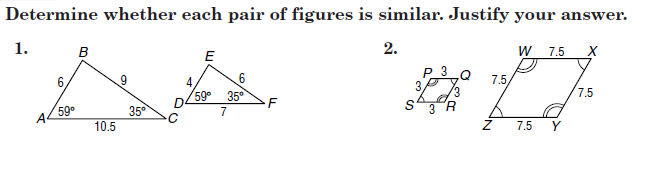 Determine whether each pair of figures is similar. Justify your answer.
1.
B
6
9
59°
35°
A
C
10.5
E
4
6
59°
35°
D
F
7
2.
P 3 Q
3
3
S 3 R
W 7.5 X
7.5
7.5
Z 7.5 Y